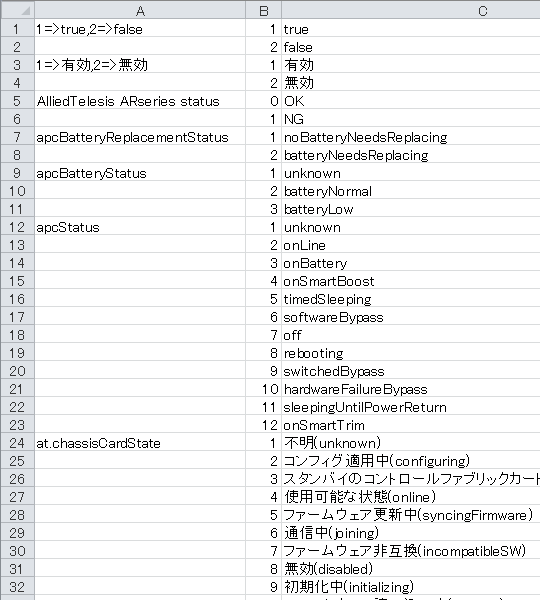 A B C
1 1=>true,2=>false 1 true
2 2 false
3 1=>有効,2=>無効 1 有効
4 2 無効
5 AlliedTelesis ARseries status 0 OK
6 1 NG
7 apcBatteryReplacementStatus 1 noBatteryNeedsReplacing
8 2 batteryNeedsReplacing
9 apcBatteryStatus 1 unknown
10 2 batteryNormal
11 3 batteryLow
12 apcStatus 1 unknown
13 2 onLine
14 3 onBattery
15 4 onSmartBoost
16 5 timedSleeping
17 6 softwareBypass
18 7 off
19 8 rebooting
20 9 switchedBypass
21 10 hardwareFailureBypass
22 11 sleepingUntilPowerReturn
23 12 onSmartTrim
24 at.chassisCardState 1 不明(unknown)
25 2 コンフィグ適用中(configuring)
26 3 スタンバイのコントロールファブリックカード
27 4 使用可能な状態(online)
28 5 ファームウェア更新中(syncingFirmware)
29 6 通信中(joining)
30 7 ファームウェア非互換(incompatibleSW)
31 8 無効(disabled)
32 9 初期化中(initializing)